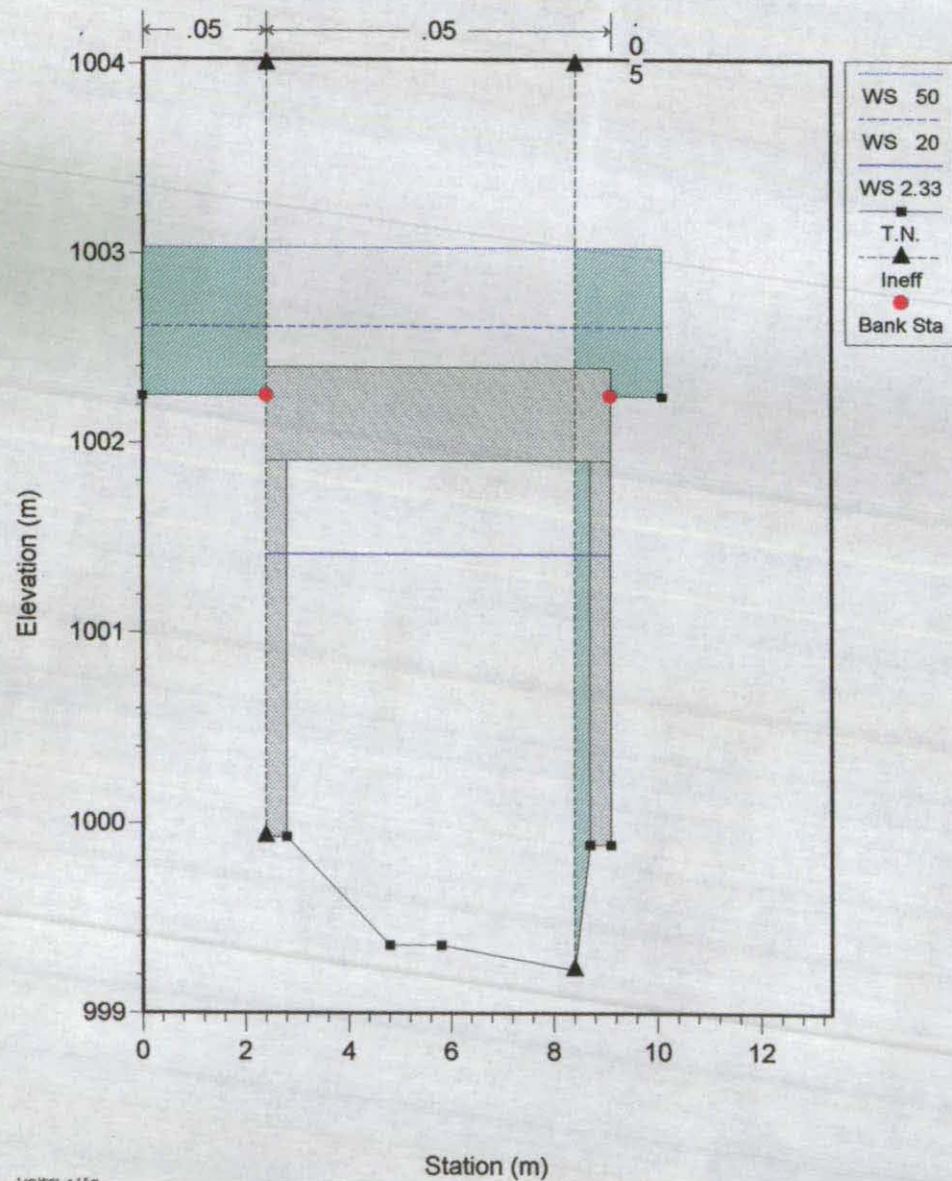 .05 .05 0
5
1004
1003
1002
1001
1000
999
Elevation (m)
0 2 4 6 8 10 12
Station (m)
WS 50
WS 20
WS 2.33
T.N.
Ineff
Bank Sta